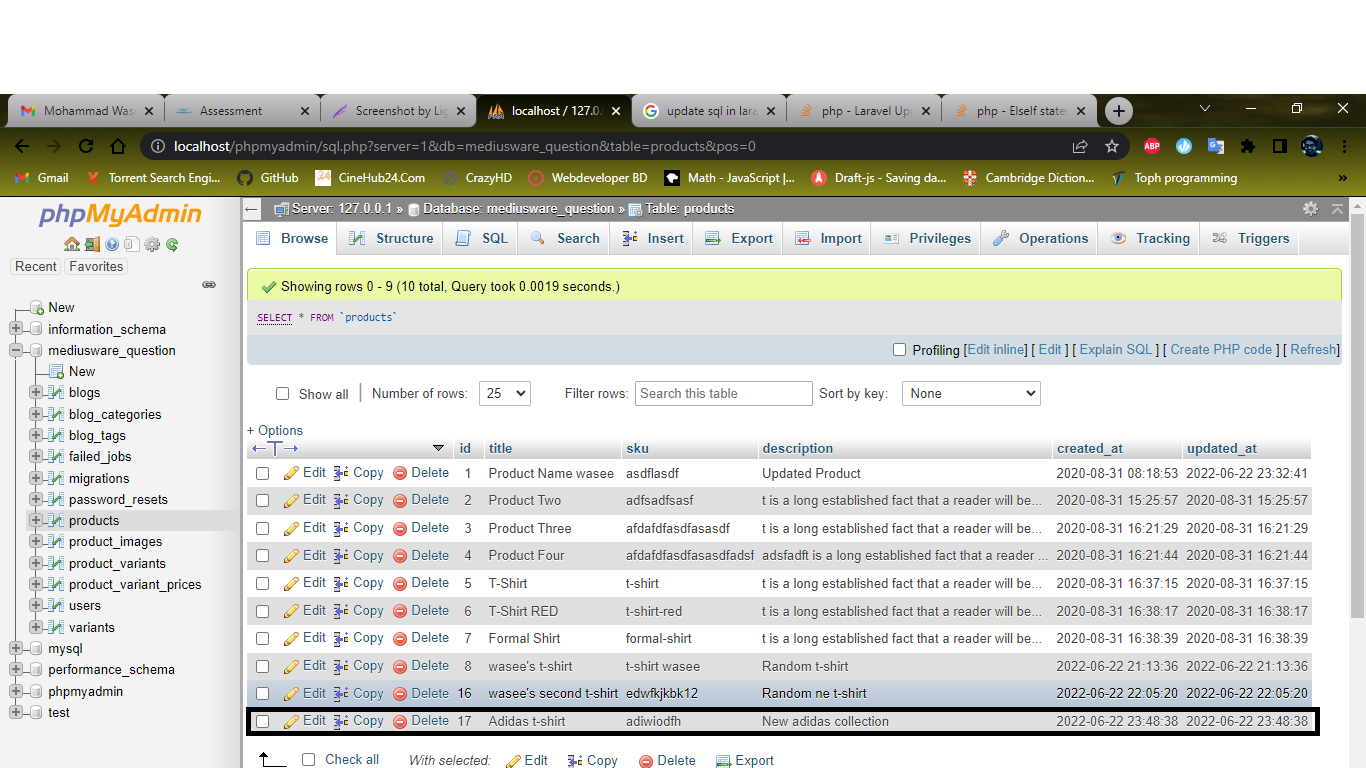 Mohammad Was
Assessment
Screenshot by Lig
localhost / 127.0.
update sql in lara
php - Laravel Up
php - ElseIf state
localhost/phpmyadmin/sql.php?server=1&db=mediusware_question&table=products&pos=0
ABP
Gmail
Torrent Search Engi...
GitHub
CineHub24.Com
CrazyHD
Webdeveloper BD
Math - JavaScript |...
Draft-js - Saving da...
Cambridge Diction...
Toph programming
»
phpMyAdmin
Recent
Favorites
New
information_schema
mediusware_question
New
blogs
blog_categories
blog_tags
failed_jobs
migrations
password_resets
products
product_images
product_variants
product_variant_prices
users
variants
mysql
performance_schema
phpmyadmin
test
Server: 127.0.0.1 » Database: mediusware_question » Table: products
Browse Structure SQL Search Insert Export Import Privileges Operations Tracking Triggers
Showing rows 0 - 9 (10 total, Query took 0.0019 seconds.)
SELECT * FROM `products`
Profiling [Edit inline] [ Edit ] [ Explain SQL ] [ Create PHP code ] [ Refresh]
Show all | Number of rows: 25 Filter rows: Search this table Sort by key: None
+ Options
id title sku description created_at updated_at
Edit Copy Delete 1 Product Name wasee asdflasdf Updated Product 2020-08-31 08:18:53 2022-06-22 23:32:41
Edit Copy Delete 2 Product Two adfsadfsasf t is a long established fact that a reader will be... 2020-08-31 15:25:57 2020-08-31 15:25:57
Edit Copy Delete 3 Product Three afdafdfasdfasasdf t is a long established fact that a reader will be... 2020-08-31 16:21:29 2020-08-31 16:21:29
Edit Copy Delete 4 Product Four afdafdfasdfasasdfadsf adsfadft is a long established fact that a reader ... 2020-08-31 16:21:44 2020-08-31 16:21:44
Edit Copy Delete 5 T-Shirt t-shirt t is a long established fact that a reader will be... 2020-08-31 16:37:15 2020-08-31 16:37:15
Edit Copy Delete 6 T-Shirt RED t-shirt-red t is a long established fact that a reader will be... 2020-08-31 16:38:17 2020-08-31 16:38:17
Edit Copy Delete 7 Formal Shirt formal-shirt t is a long established fact that a reader will be... 2020-08-31 16:38:39 2020-08-31 16:38:39
Edit Copy Delete 8 wasee's t-shirt t-shirt wasee Random t-shirt 2022-06-22 21:13:36 2022-06-22 21:13:36
Edit Copy Delete 16 wasee's second t-shirt edwfkjkbk12 Random ne t-shirt 2022-06-22 22:05:20 2022-06-22 22:05:20
Edit Copy Delete 17 Adidas t-shirt adiwiodfh New adidas collection 2022-06-22 23:48:38 2022-06-22 23:48:38
Check all With selected: Edit Copy Delete Export